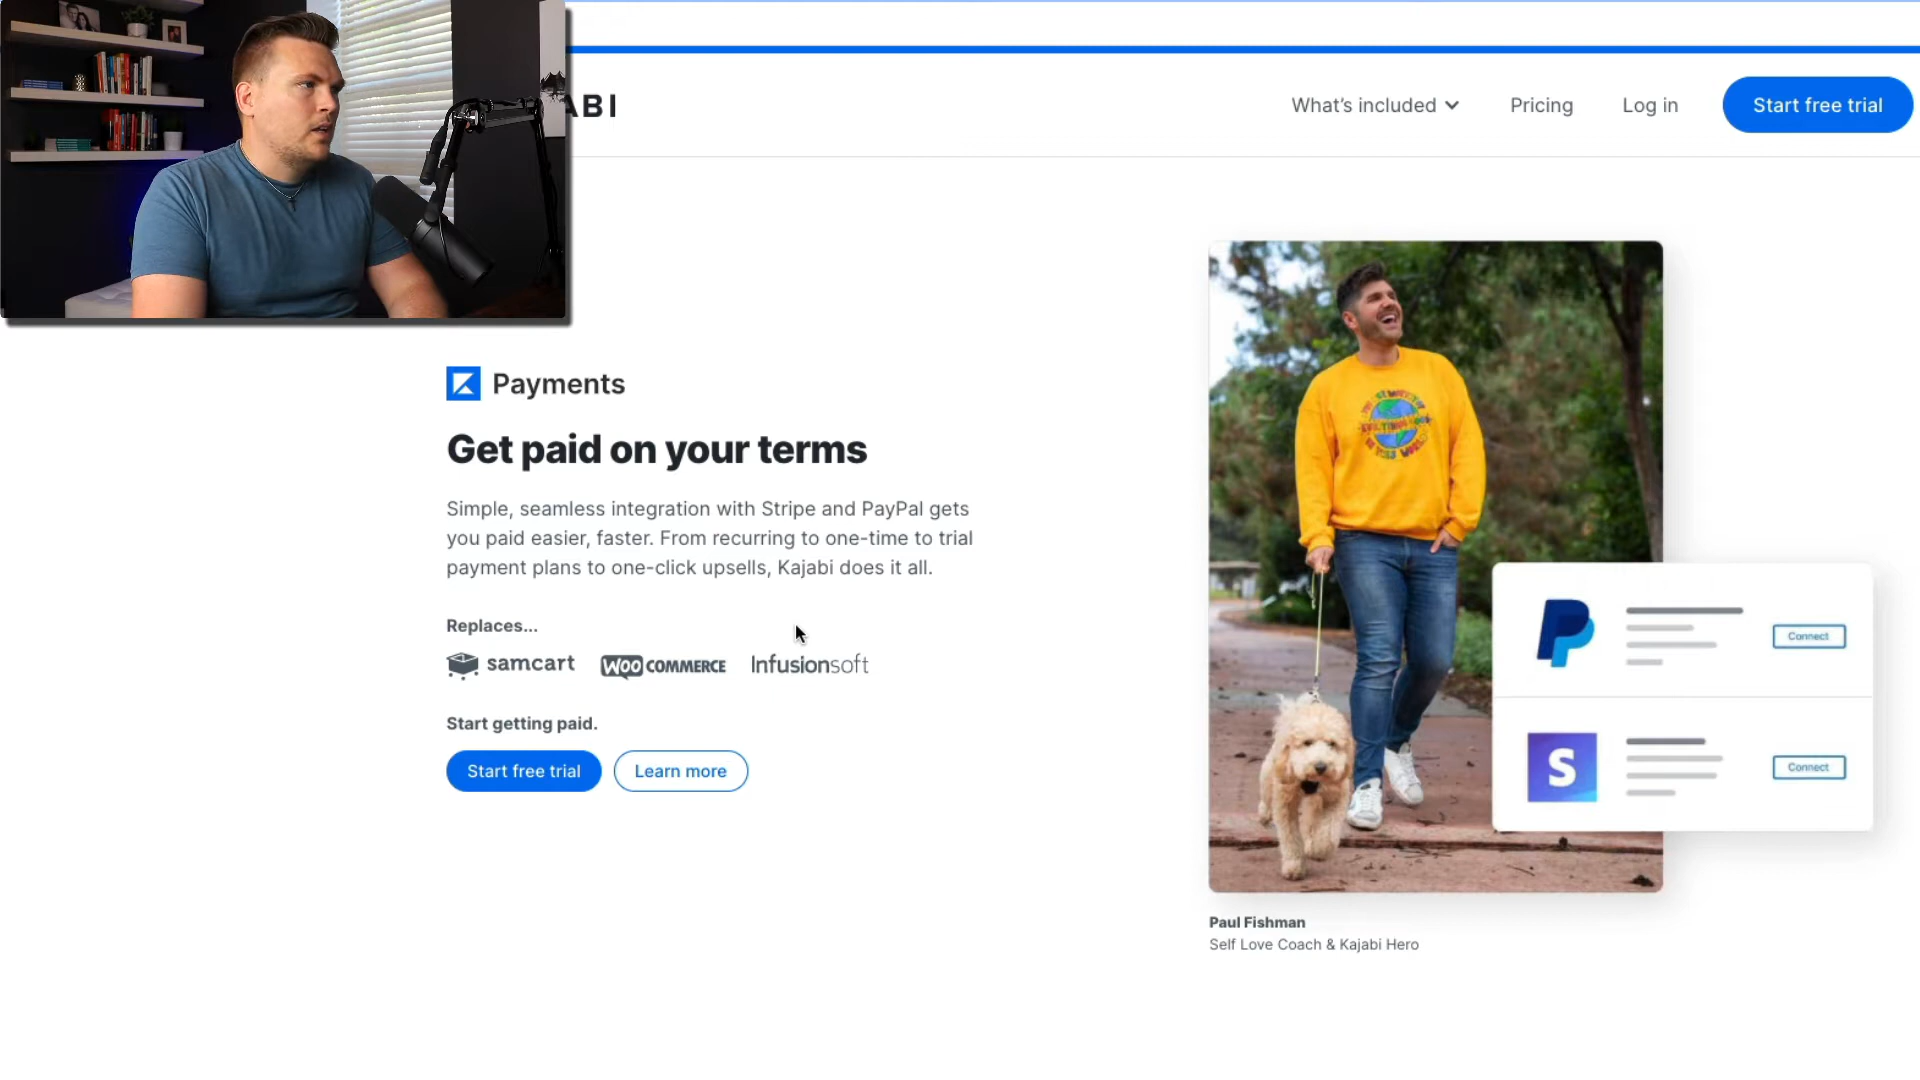 ABI
What's included
Pricing
Log in
Start free trial
Payments
Get paid on your terms
Simple, seamless integration with Stripe and PayPal gets
you paid easier, faster. From recurring to one-time to trial
payment plans to one-click upsells, Kajabi does it all.
Replaces...
samcart
WOO COMMERCE
Infusionsoft
Start getting paid.
Start free trial
Learn more
Connect
S
Connect
Paul Fishman
Self Love Coach & Kajabi Hero